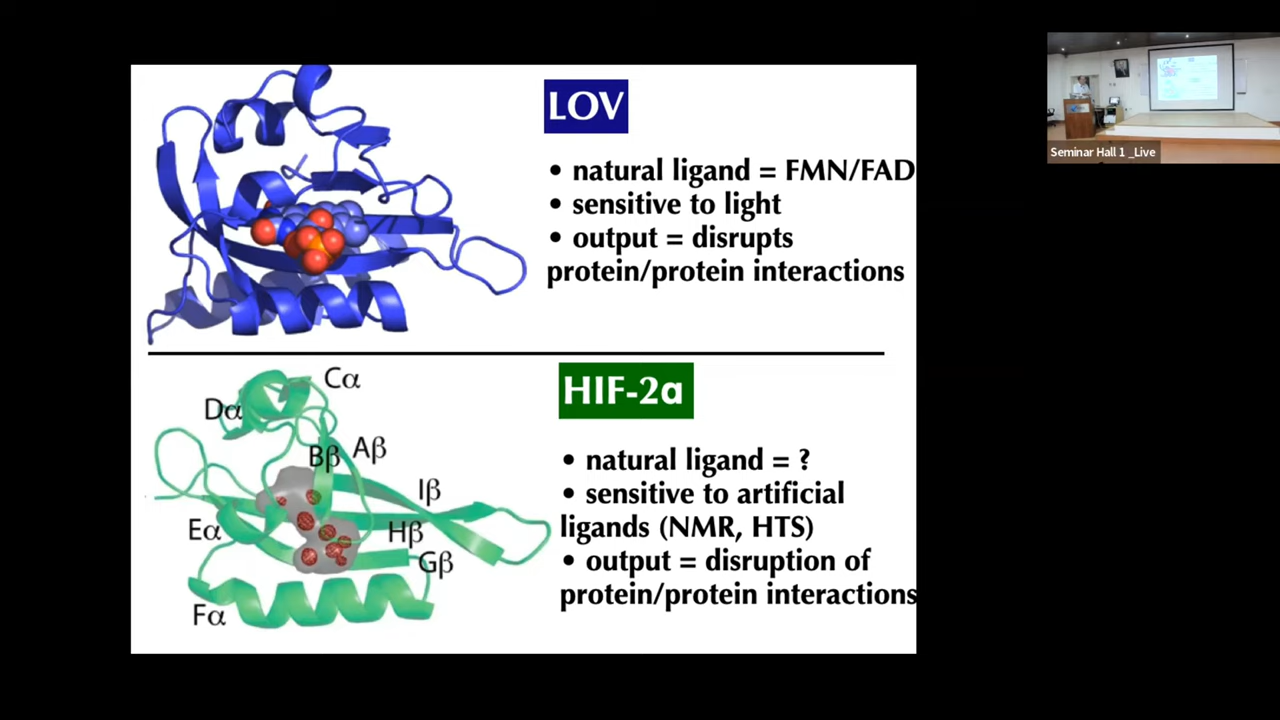 LOV
• natural ligand = FMN/FAD
• sensitive to light
• output = disrupts
protein/protein interactions
Cα
Dα
Bβ
Aβ
Iβ
Eα
Hβ
Gβ
Fα
HIF-2α
• natural ligand = ?
• sensitive to artificial
ligands (NMR, HTS)
• output = disruption of
protein/protein interactions
Seminar Hall 1 _Live